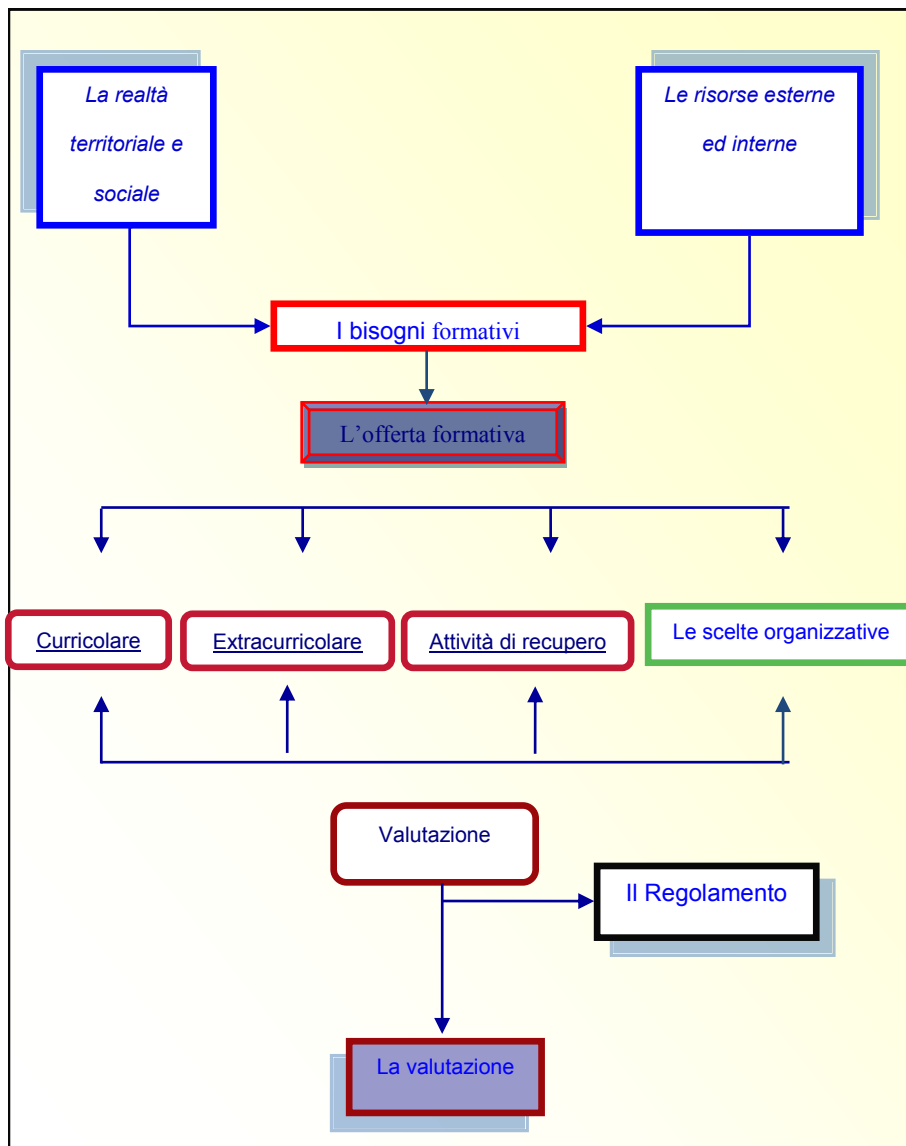 La realtà
territoriale e
sociale
Le risorse esterne
ed interne
I bisogni formativi
L’offerta formativa
Curricolare
Extracurricolare
Attività di recupero
Le scelte organizzative
Valutazione
Il Regolamento
La valutazione